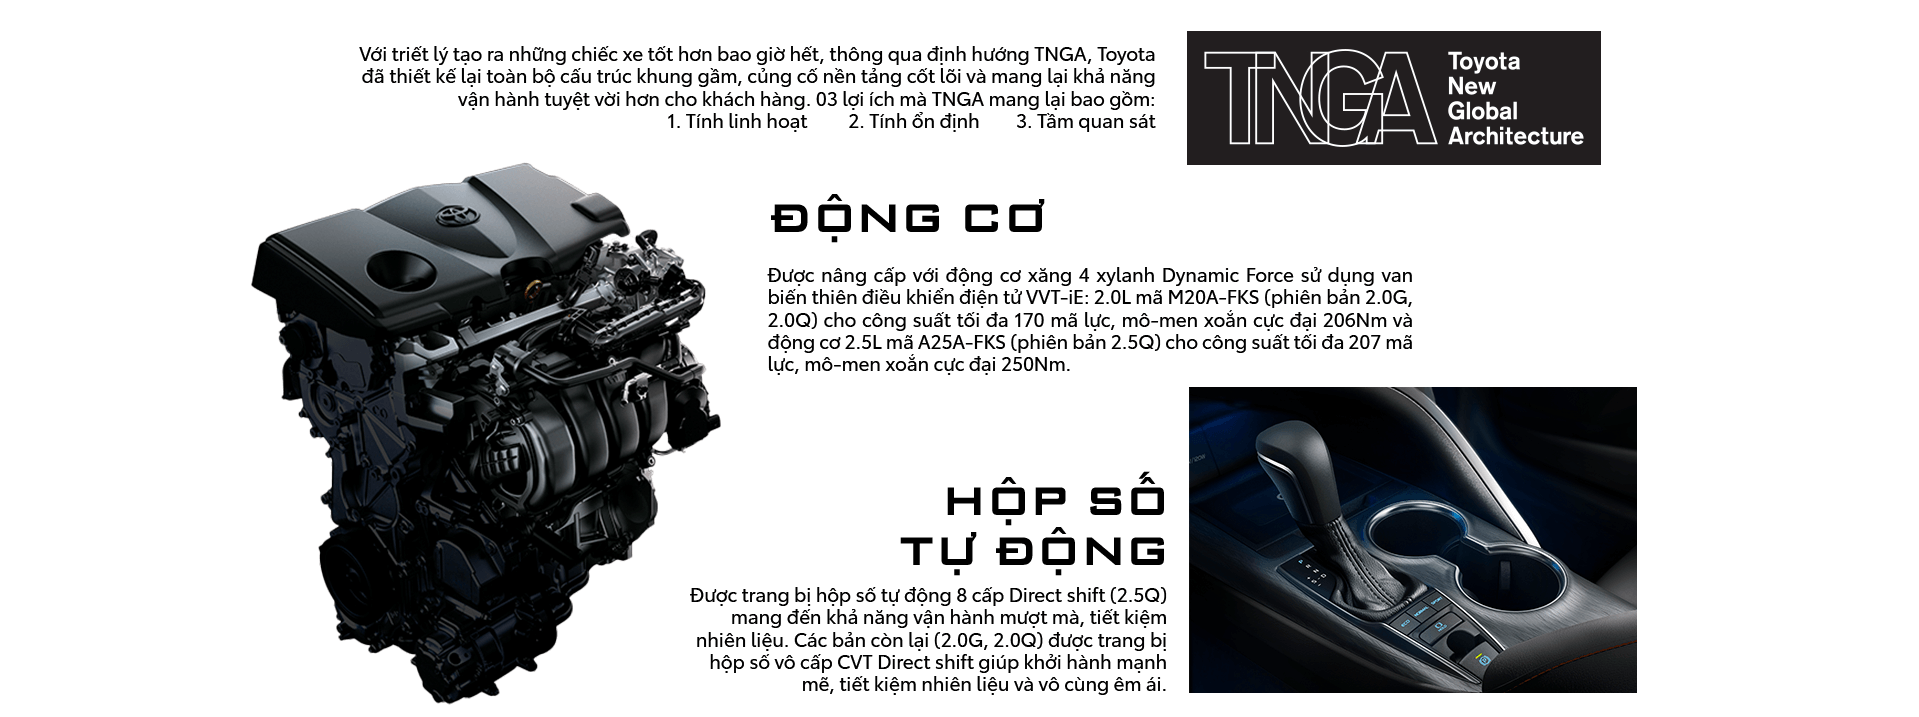 Với triết lý tạo ra những chiếc xe tốt hơn bao giờ hết, thông qua định hướng TNGA, Toyota
đã thiết kế lại toàn bộ cấu trúc khung gầm, củng cố nền tảng cốt lõi và mang lại khả năng
vận hành tuyệt vời hơn cho khách hàng. 03 lợi ích mà TNGA mang lại bao gồm:
1. Tính linh hoạt 2. Tính ổn định 3. Tầm quan sát
TNGA
Toyota
New
Global
Architecture
ĐỘNG CƠ
Được nâng cấp với động cơ xăng 4 xylanh Dynamic Force sử dụng van
biến thiên điều khiển điện tử VVT-iE: 2.0L mã M20A-FKS (phiên bản 2.0G,
2.0Q) cho công suất tối đa 170 mã lực, mô-men xoắn cực đại 206Nm và
động cơ 2.5L mã A25A-FKS (phiên bản 2.5Q) cho công suất tối đa 207 mã
lực, mô-men xoắn cực đại 250Nm.
HỘP SỐ
TỰ ĐỘNG
Được trang bị hộp số tự động 8 cấp Direct shift (2.5Q)
mang đến khả năng vận hành mượt mà, tiết kiệm
nhiên liệu. Các bản còn lại (2.0G, 2.0Q) được trang bị
hộp số vô cấp CVT Direct shift giúp khởi hành mạnh
mẽ, tiết kiệm nhiên liệu và vô cùng êm ái.
ECO NORMAL SPORT